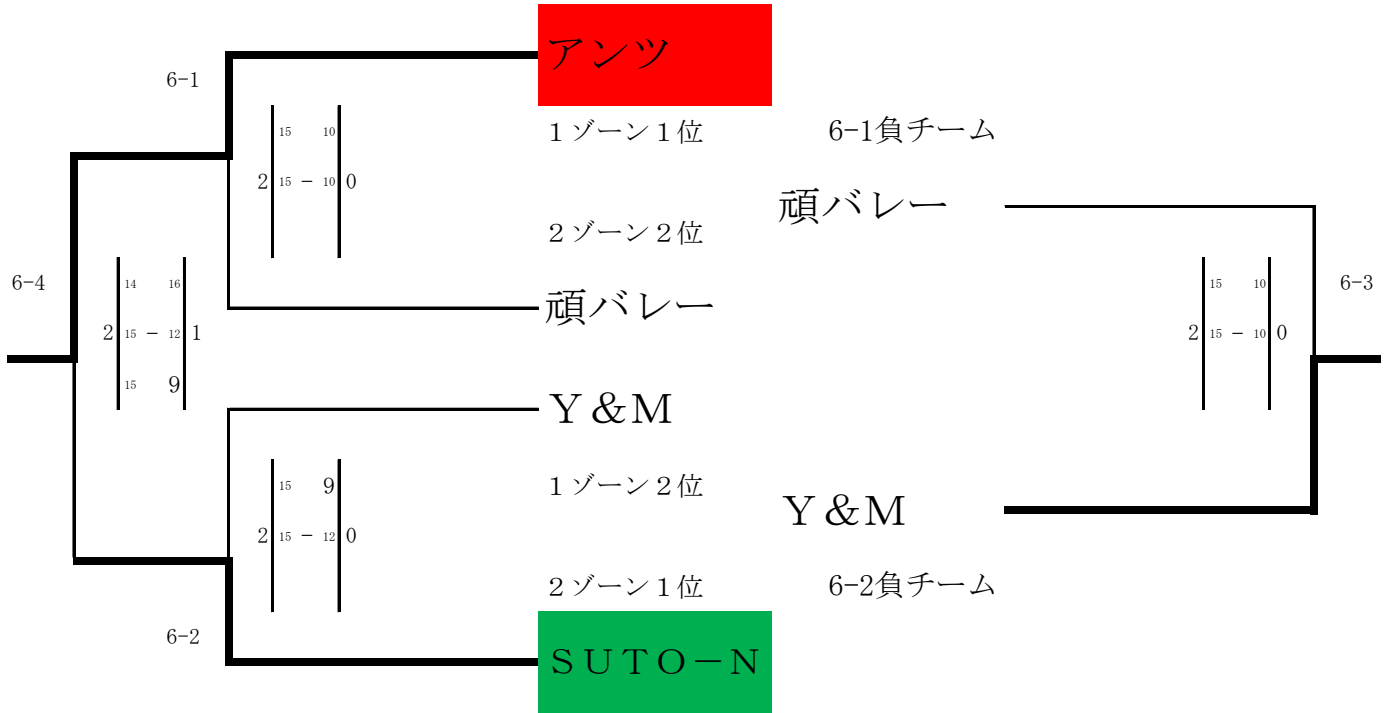 アンツ
6-1
15 10
１ゾーン１位
6-1負チーム
2 15 － 10 0
頑バレー
２ゾーン２位
6-4
14 16
15 10
6-3
頑バレー
2 15 － 12 1
2 15 － 10 0
15 9
Ｙ＆Ｍ
15 9
１ゾーン２位
Ｙ＆Ｍ
2 15 － 12 0
２ゾーン１位
6-2負チーム
6-2
ＳＵＴＯ－Ｎ